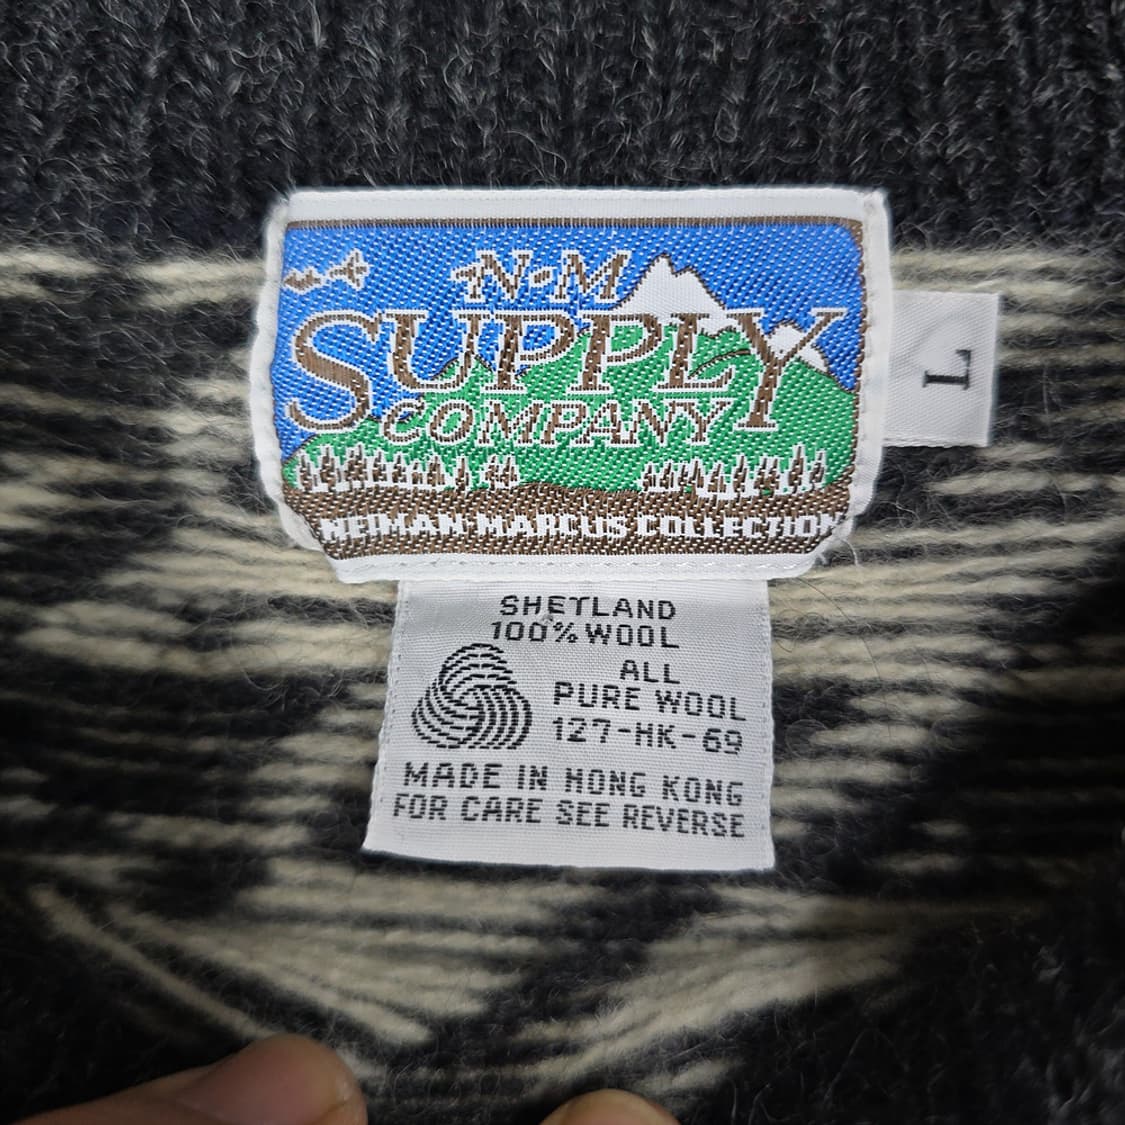 N·M
SUPPLY
COMPANY
NEIMAN·MARCUS COLLECTION
L
SHETLAND
100% WOOL
ALL
PURE WOOL
127-HK-69
MADE IN HONG KONG
FOR CARE SEE REVERSE